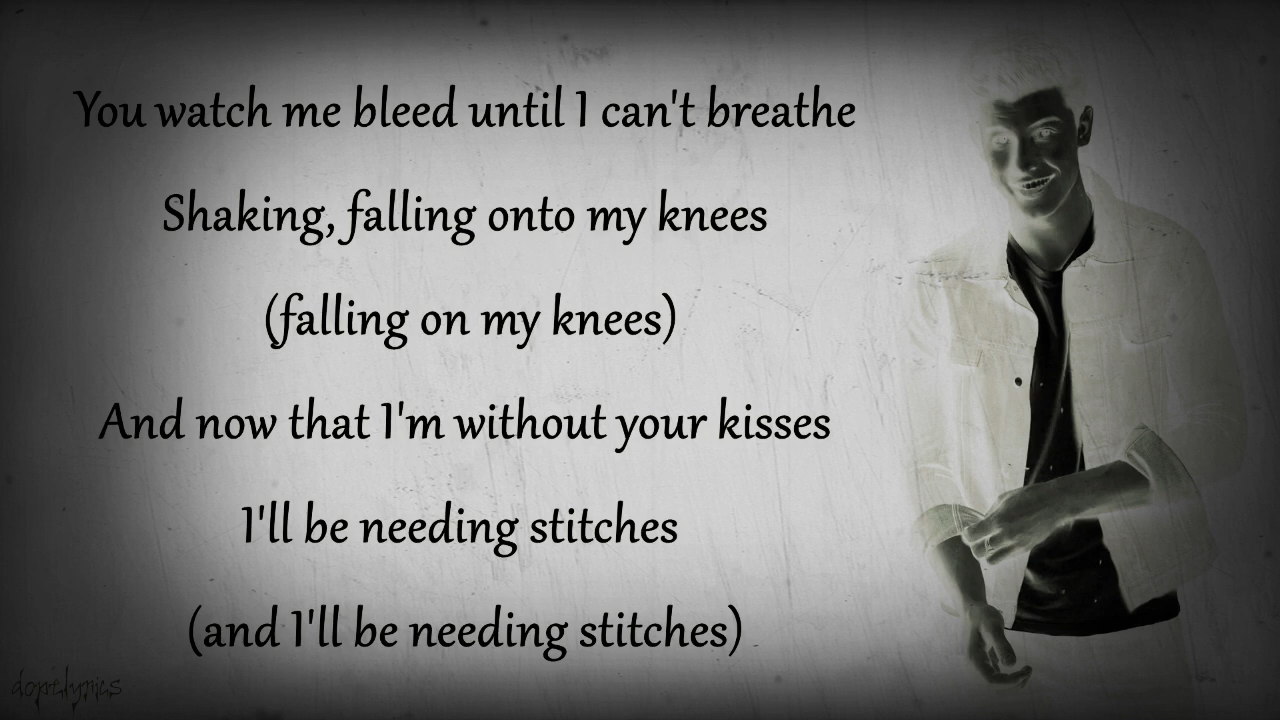 You watch me bleed until I can't breathe
Shaking, falling onto my knees
(falling on my knees)
And now that I'm without your kisses
I'll be needing stitches
(and I'll be needing stitches)
dopelyrics